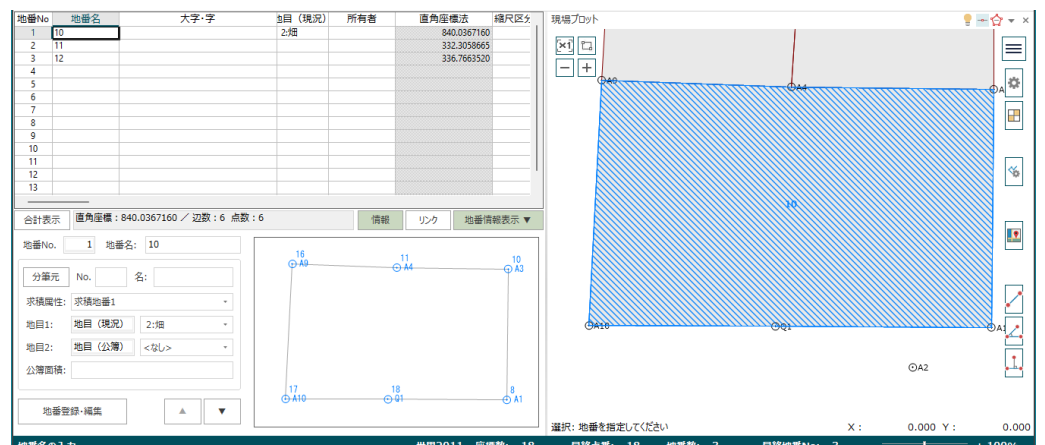 地番No 地番名 大字・字 地目（現況） 所有者 直角座標法 縮尺区分
1 10 2:畑 840.0367160
2 11 332.3058665
3 12 336.7663520
4
5
6
7
8
9
10
11
12
13
合計表示 直角座標：840.0367160 ／ 辺数：6 点数：6 情報 リンク 地番情報表示 ▼
地番No. 1 地番名: 10
分筆元 No. 名:
求積属性: 求積地番1
地目1: 地目（現況） 2:畑
地目2: 地目（公簿） <なし>
公簿面積:
地番登録・編集 ▲ ▼
16 11 10
A9 A4 A3
17 18 8
A10 Q1 A1
現場プロット
×1
A9 A4
10
A10 Q1 A1
A2
選択: 地番を指定してください X : 0.000 Y : 0.000